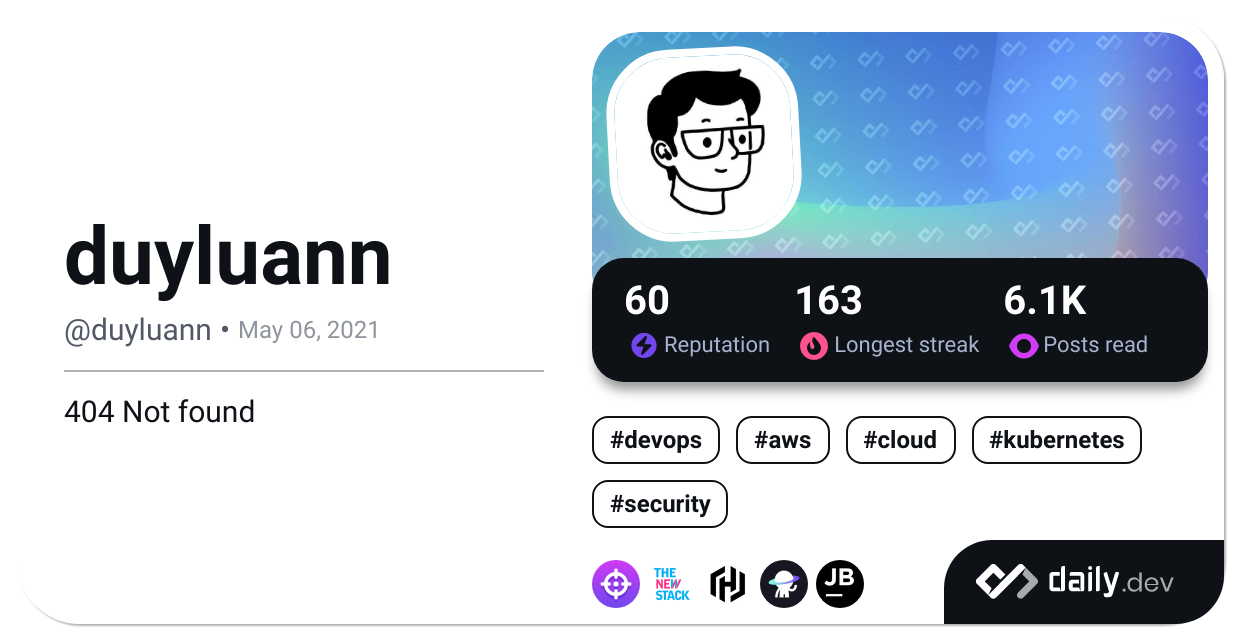 duyluann
@duyluann • May 06, 2021
404 Not found
60 163 6.1K
Reputation Longest streak Posts read
#devops #aws #cloud #kubernetes
#security
THE
NEW
STACK
JB
daily.dev